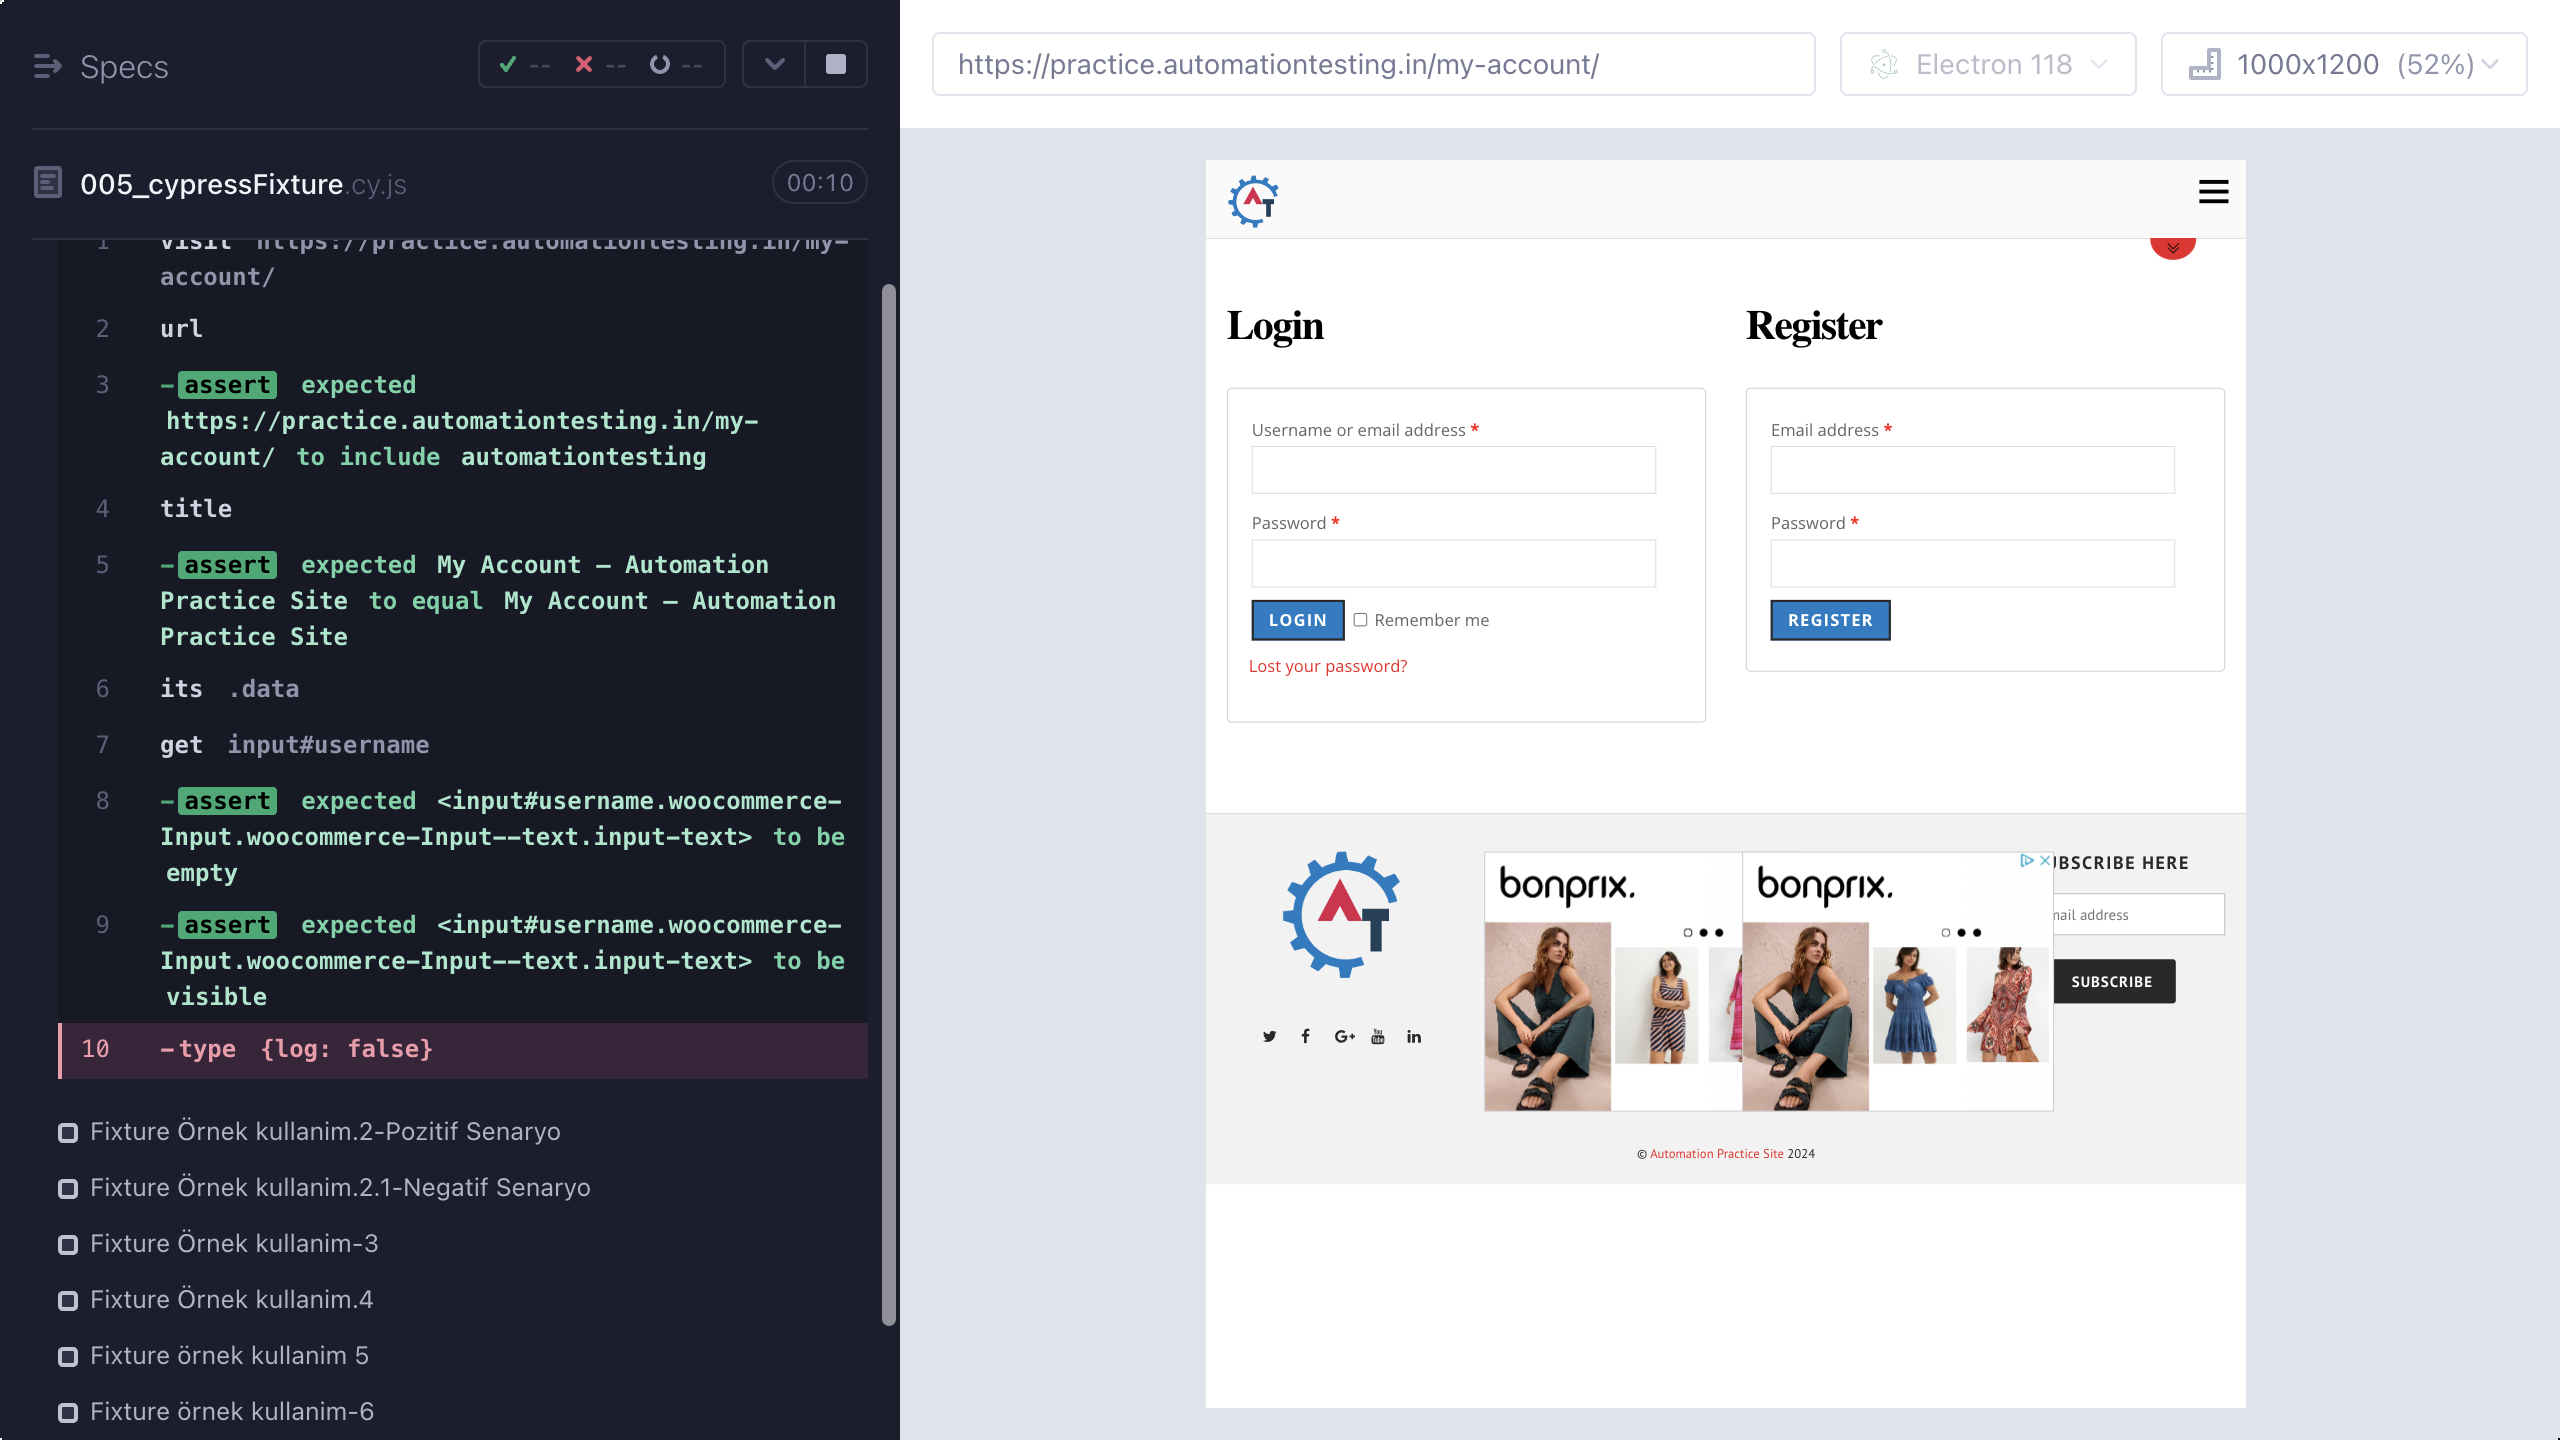 Specs
-- -- --
005_cypressFixture.cy.js
00:10
1 visit https://practice.automationtesting.in/my-
account/
2 url
3 -assert expected
https://practice.automationtesting.in/my-
account/ to include automationtesting
4 title
5 -assert expected My Account – Automation
Practice Site to equal My Account – Automation
Practice Site
6 its .data
7 get input#username
8 -assert expected <input#username.woocommerce-
Input.woocommerce-Input--text.input-text> to be
empty
9 -assert expected <input#username.woocommerce-
Input.woocommerce-Input--text.input-text> to be
visible
10 -type {log: false}
Fixture Örnek kullanim.2-Pozitif Senaryo
Fixture Örnek kullanim.2.1-Negatif Senaryo
Fixture Örnek kullanim-3
Fixture Örnek kullanim.4
Fixture örnek kullanim 5
Fixture örnek kullanim-6
https://practice.automationtesting.in/my-account/
Electron 118
1000x1200 (52%)
AT
Login
Username or email address *
Password *
LOGIN Remember me
Lost your password?
Register
Email address *
Password *
REGISTER
AT
bonprix.
bonprix.
UBSCRIBE HERE
mail address
SUBSCRIBE
G+
You Tube
in
© Automation Practice Site 2024